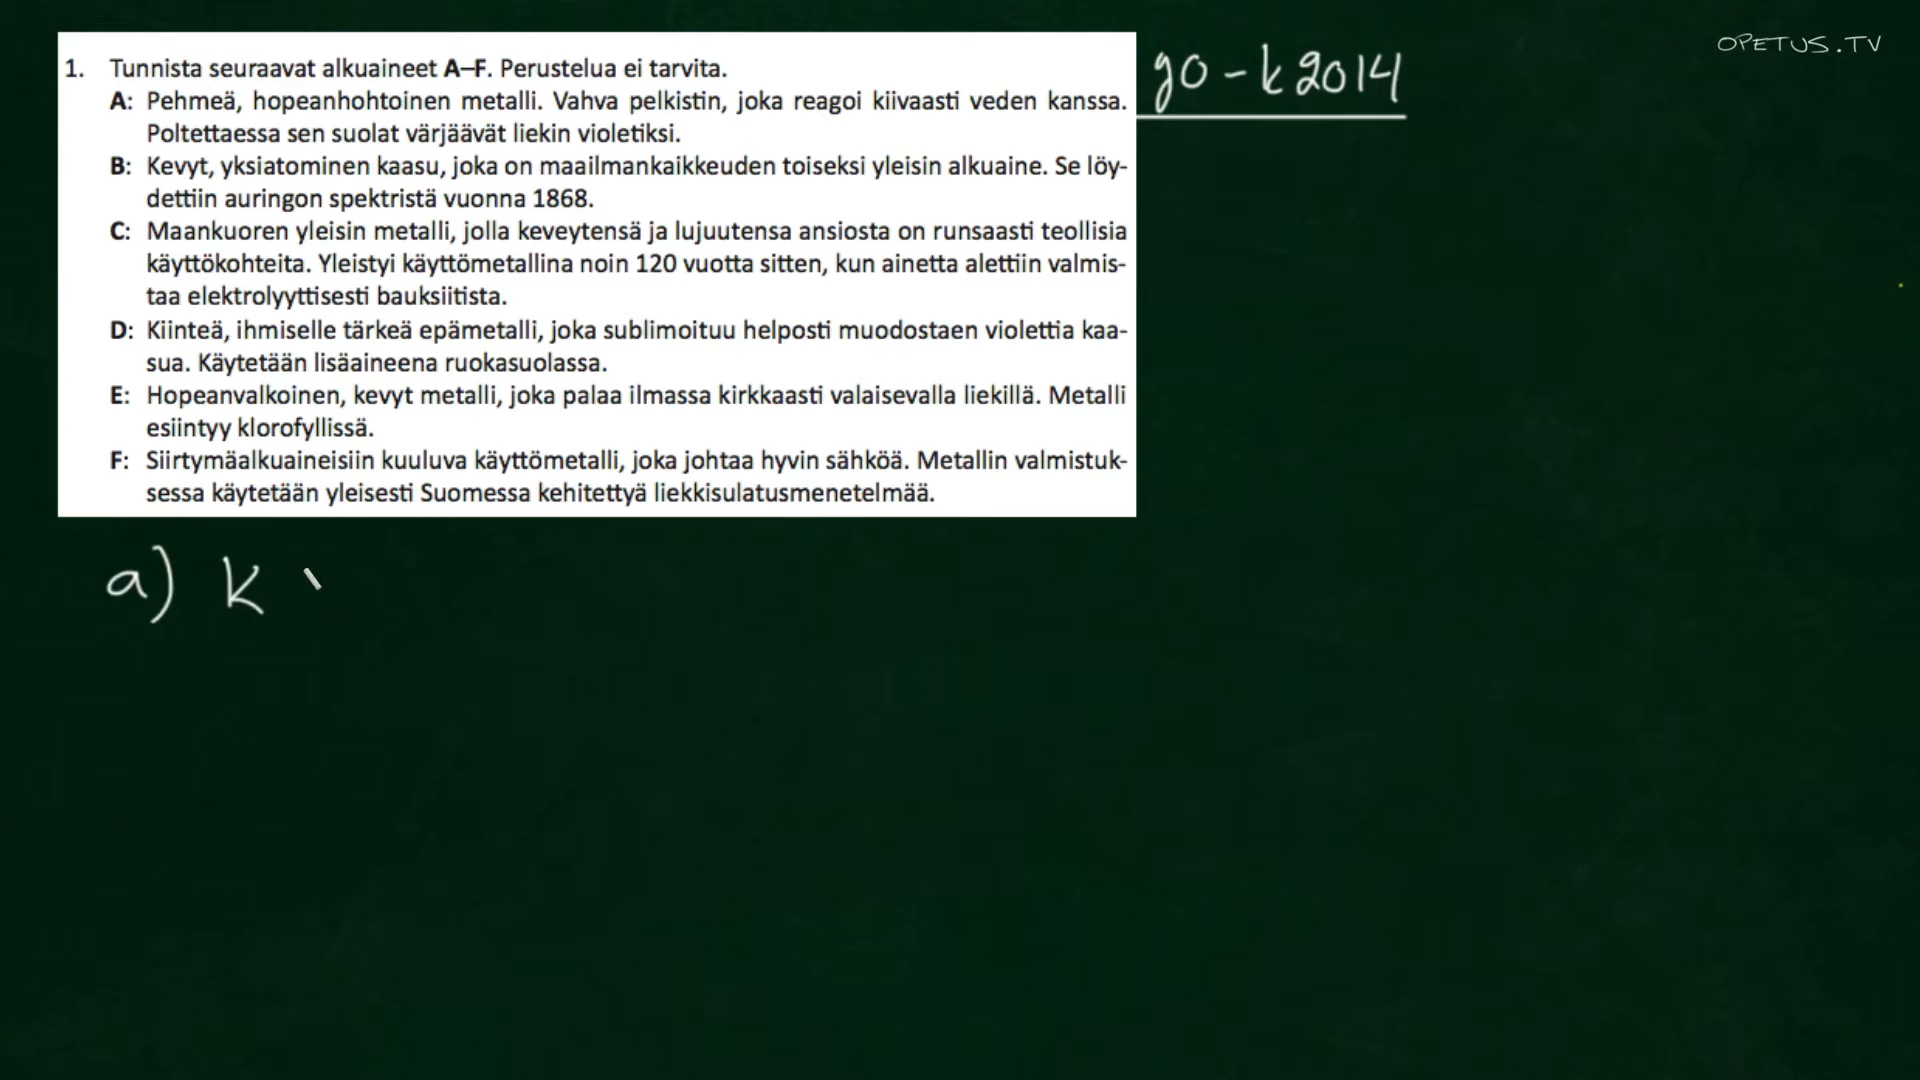 OPETUS.TV
yo-k2014
1. Tunnista seuraavat alkuaineet A–F. Perustelua ei tarvita.
A: Pehmeä, hopeanhohtoinen metalli. Vahva pelkistin, joka reagoi kiivaasti veden kanssa.
Poltettaessa sen suolat värjäävät liekin violetiksi.
B: Kevyt, yksiatominen kaasu, joka on maailmankaikkeuden toiseksi yleisin alkuaine. Se löy-
dettiin auringon spektristä vuonna 1868.
C: Maankuoren yleisin metalli, jolla keveytensä ja lujuutensa ansiosta on runsaasti teollisia
käyttökohteita. Yleistyi käyttömetallina noin 120 vuotta sitten, kun ainetta alettiin valmis-
taa elektrolyyttisesti bauksiitista.
D: Kiinteä, ihmiselle tärkeä epämetalli, joka sublimoituu helposti muodostaen violettia kaa-
sua. Käytetään lisäaineena ruokasuolassa.
E: Hopeanvalkoinen, kevyt metalli, joka palaa ilmassa kirkkaasti valaisevalla liekillä. Metalli
esiintyy klorofyllissä.
F: Siirtymäalkuaineisiin kuuluva käyttömetalli, joka johtaa hyvin sähköä. Metallin valmistuk-
sessa käytetään yleisesti Suomessa kehitettyä liekkisulatusmenetelmää.
a) K